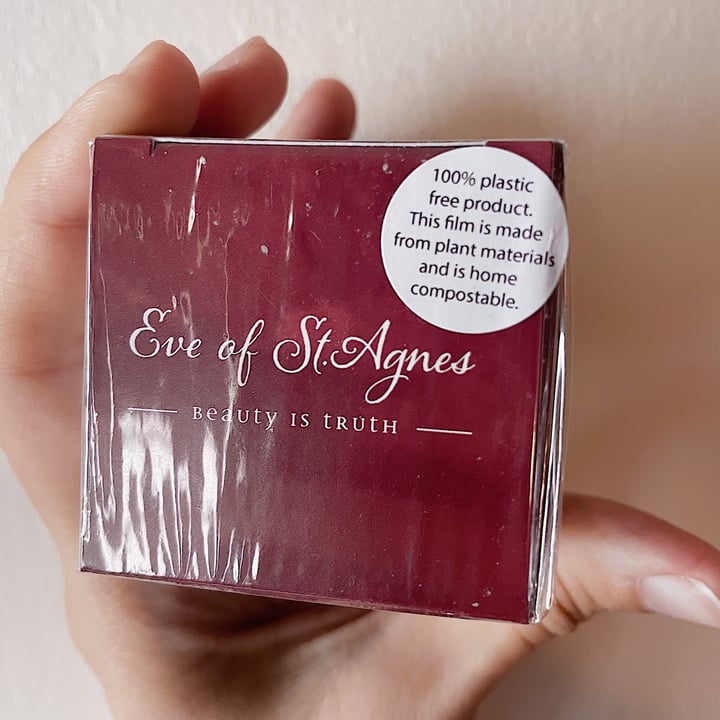 100% plastic
free product.
This film is made
from plant materials
and is home
compostable.
Eve of St.Agnes
Beauty is truth